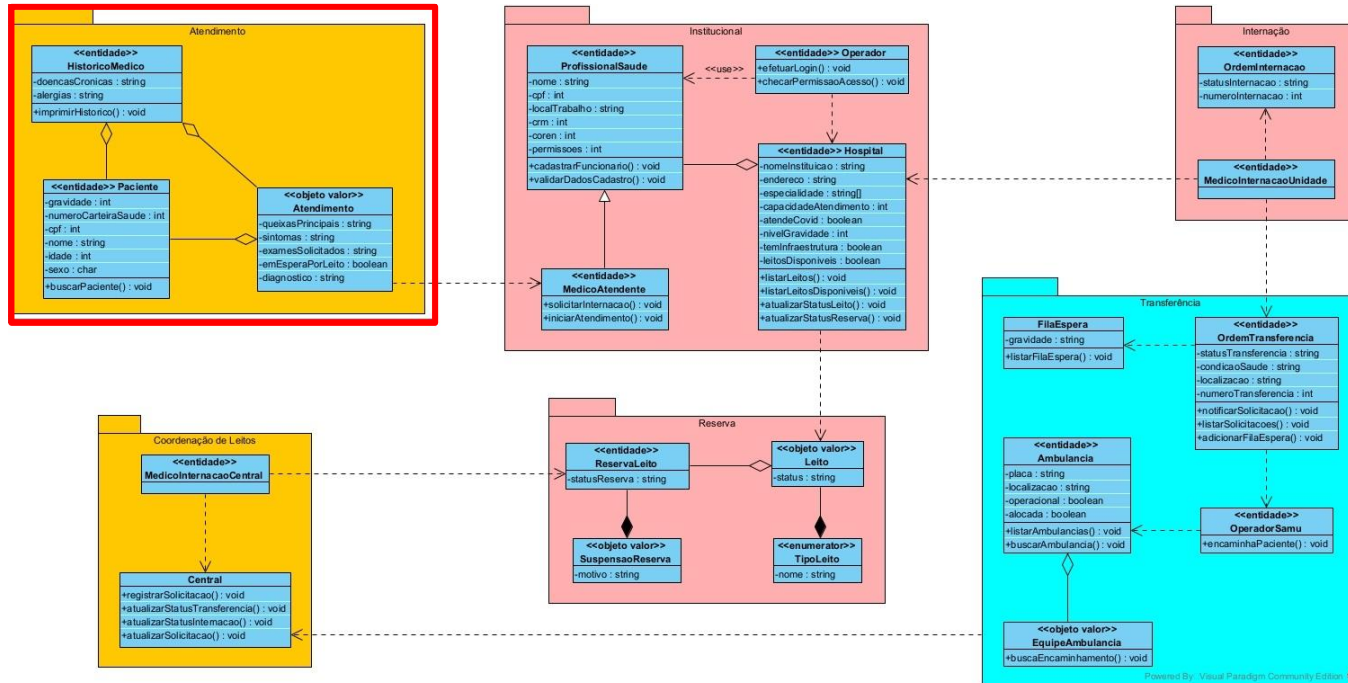 Atendimento
<<entidade>>
HistoricoMedico
-doencasCronicas : string
-alergias : string
+imprimirHistorico() : void
<<entidade>> Paciente
-gravidade : int
-numeroCarteiraSaude : int
-cpf : int
-nome : string
-idade : int
-sexo : char
+buscarPaciente() : void
<<objeto valor>>
Atendimento
-queixasPrincipais : string
-sintomas : string
-examesSolicitados : string
-emEsperaPorLeito : boolean
-diagnostico : string
Institucional
<<entidade>>
ProfissionalSaude
-nome : string
-cpf : int
-localTrabalho : string
-crm : int
-coren : int
-permissoes : int
+cadastrarFuncionario() : void
+validarDadosCadastro() : void
<<use>>
<<entidade>> Operador
+efetuarLogin() : void
+checarPermissaoAcesso() : void
<<entidade>> Hospital
-nomeInstituicao : string
-endereco : string
-especialidade : string[]
-capacidadeAtendimento : int
-atendeCovid : boolean
-nivelGravidade : int
-temInfraestrutura : boolean
-leitosDisponiveis : boolean
+listarLeitos() : void
+listarLeitosDisponiveis() : void
+atualizarStatusLeito() : void
+atualizarStatusReserva() : void
<<entidade>>
MedicoAtendente
+solicitarInternacao() : void
+iniciarAtendimento() : void
Internação
<<entidade>>
OrdemInternacao
-statusInternacao : string
-numeroInternacao : int
<<entidade>>
MedicoInternacaoUnidade
Transferência
FilaEspera
-gravidade : string
+listarFilaEspera() : void
<<entidade>>
OrdemTransferencia
-statusTransferencia : string
-condicaoSaude : string
-localizacao : string
-numeroTransferencia : int
+notificarSolicitacao() : void
+listarSolicitacoes() : void
+adicionarFilaEspera() : void
<<entidade>>
Ambulancia
-placa : string
-localizacao : string
-operacional : boolean
-alocada : boolean
+listarAmbulancias() : void
+buscarAmbulancia() : void
<<entidade>>
OperadorSamu
+encaminhaPaciente() : void
<<objeto valor>>
EquipeAmbulancia
+buscaEncaminhamento() : void
Coordenação de Leitos
<<entidade>>
MedicoInternacaoCentral
Central
+registrarSolicitacao() : void
+atualizarStatusTransferencia() : void
+atualizarStatusInternacao() : void
+atualizarSolicitacao() : void
Reserva
<<entidade>>
ReservaLeito
-statusReserva : string
<<objeto valor>>
Leito
-status : string
<<objeto valor>>
SuspensaoReserva
-motivo : string
<<enumerator>>
TipoLeito
-nome : string
Powered By Visual Paradigm Community Edition